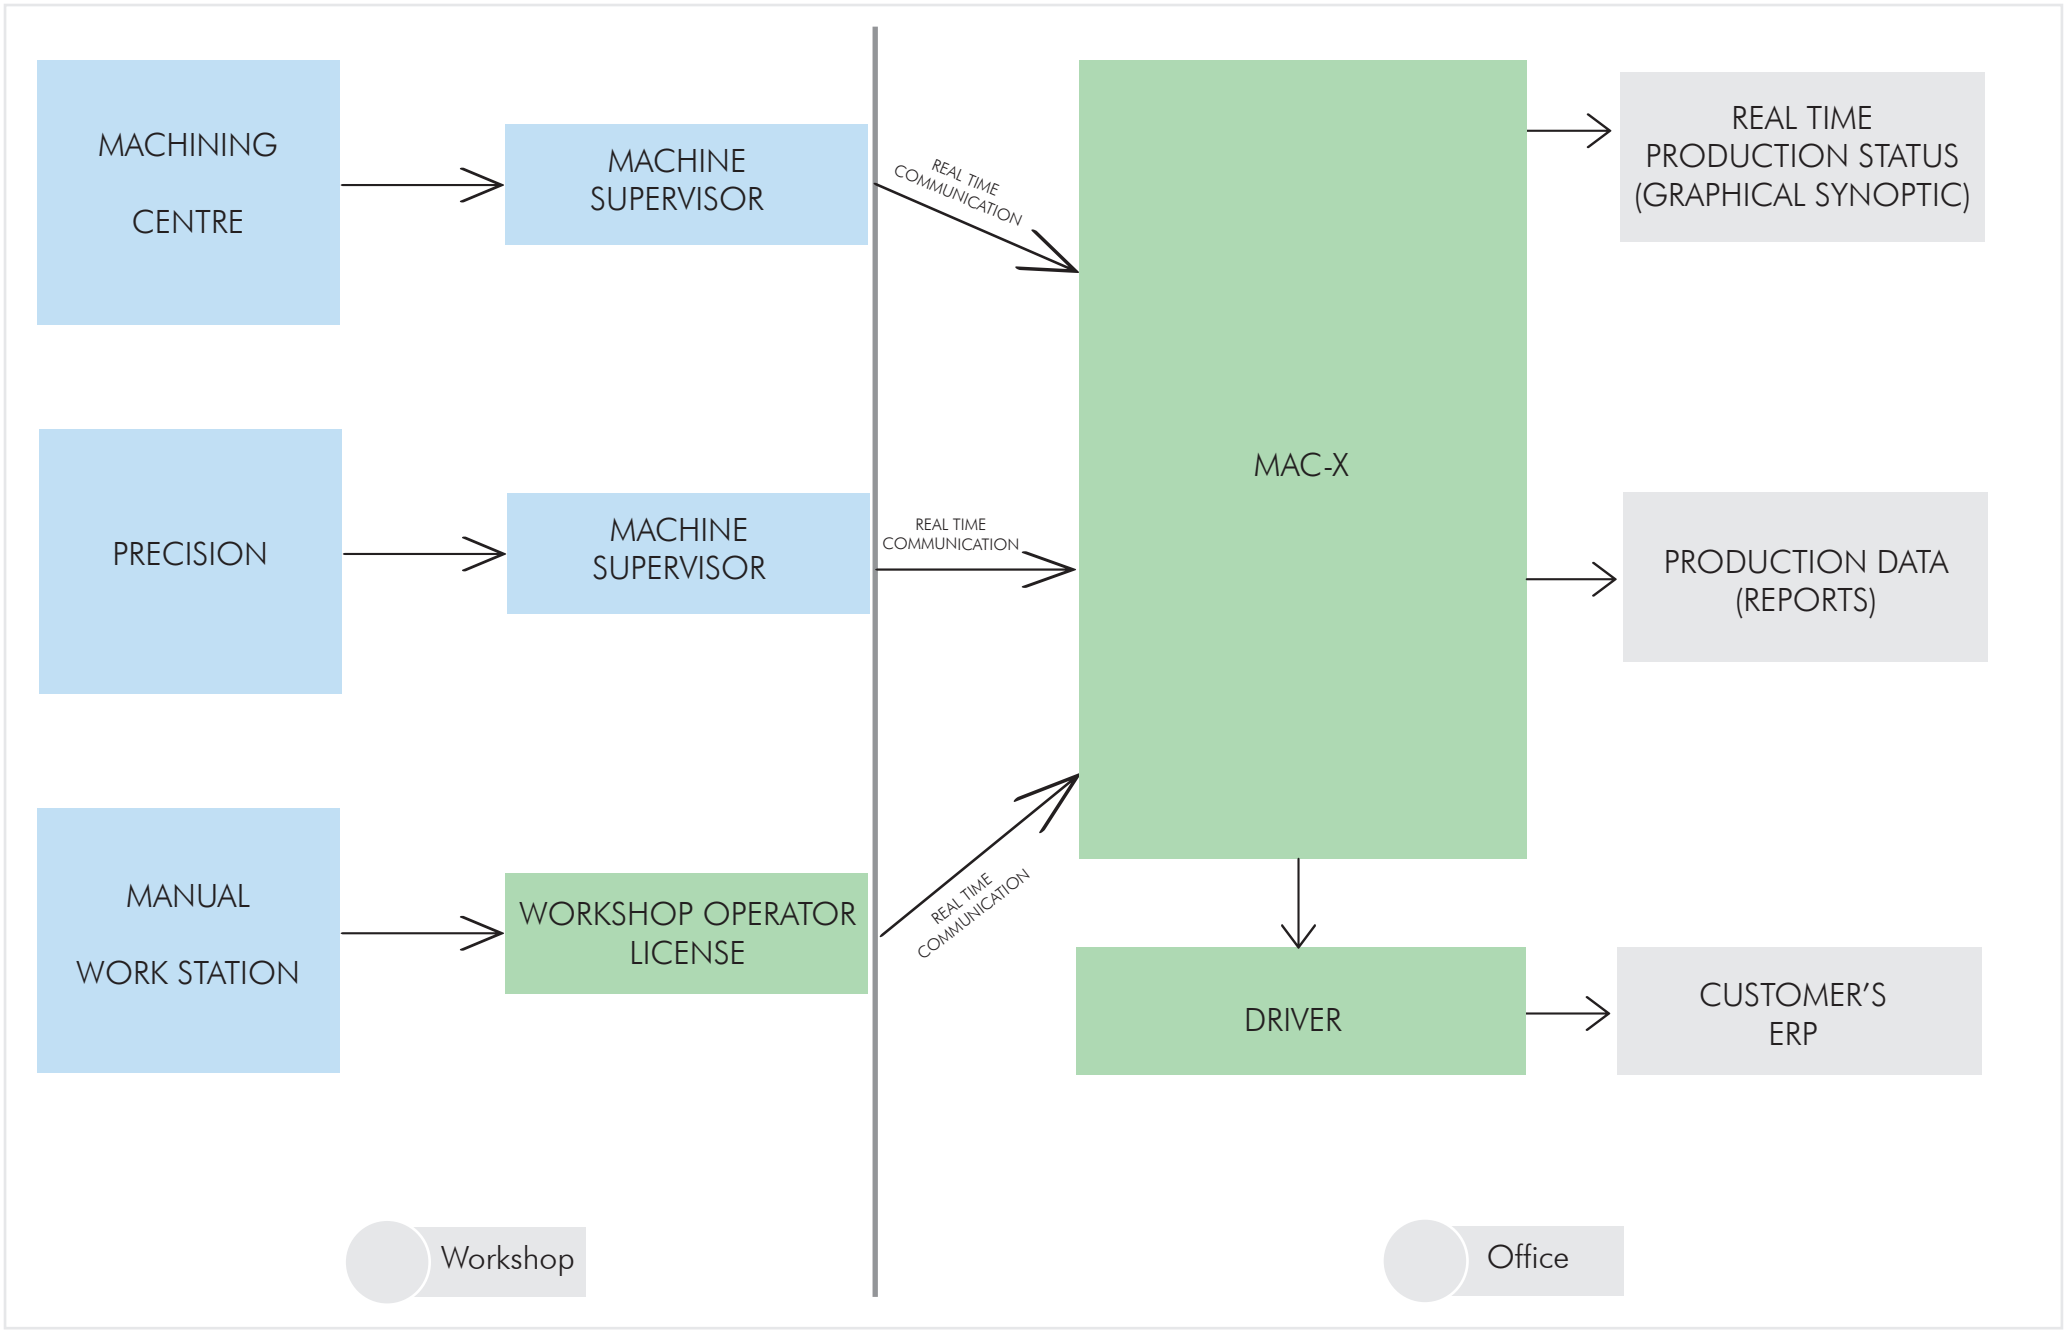 MACHINING
CENTRE
MACHINE
SUPERVISOR
REAL TIME
COMMUNICATION
PRECISION
MACHINE
SUPERVISOR
REAL TIME
COMMUNICATION
MANUAL
WORK STATION
WORKSHOP OPERATOR
LICENSE
REAL TIME
COMMUNICATION
MAC-X
DRIVER
REAL TIME
PRODUCTION STATUS
(GRAPHICAL SYNOPTIC)
PRODUCTION DATA
(REPORTS)
CUSTOMER’S
ERP
Workshop
Office